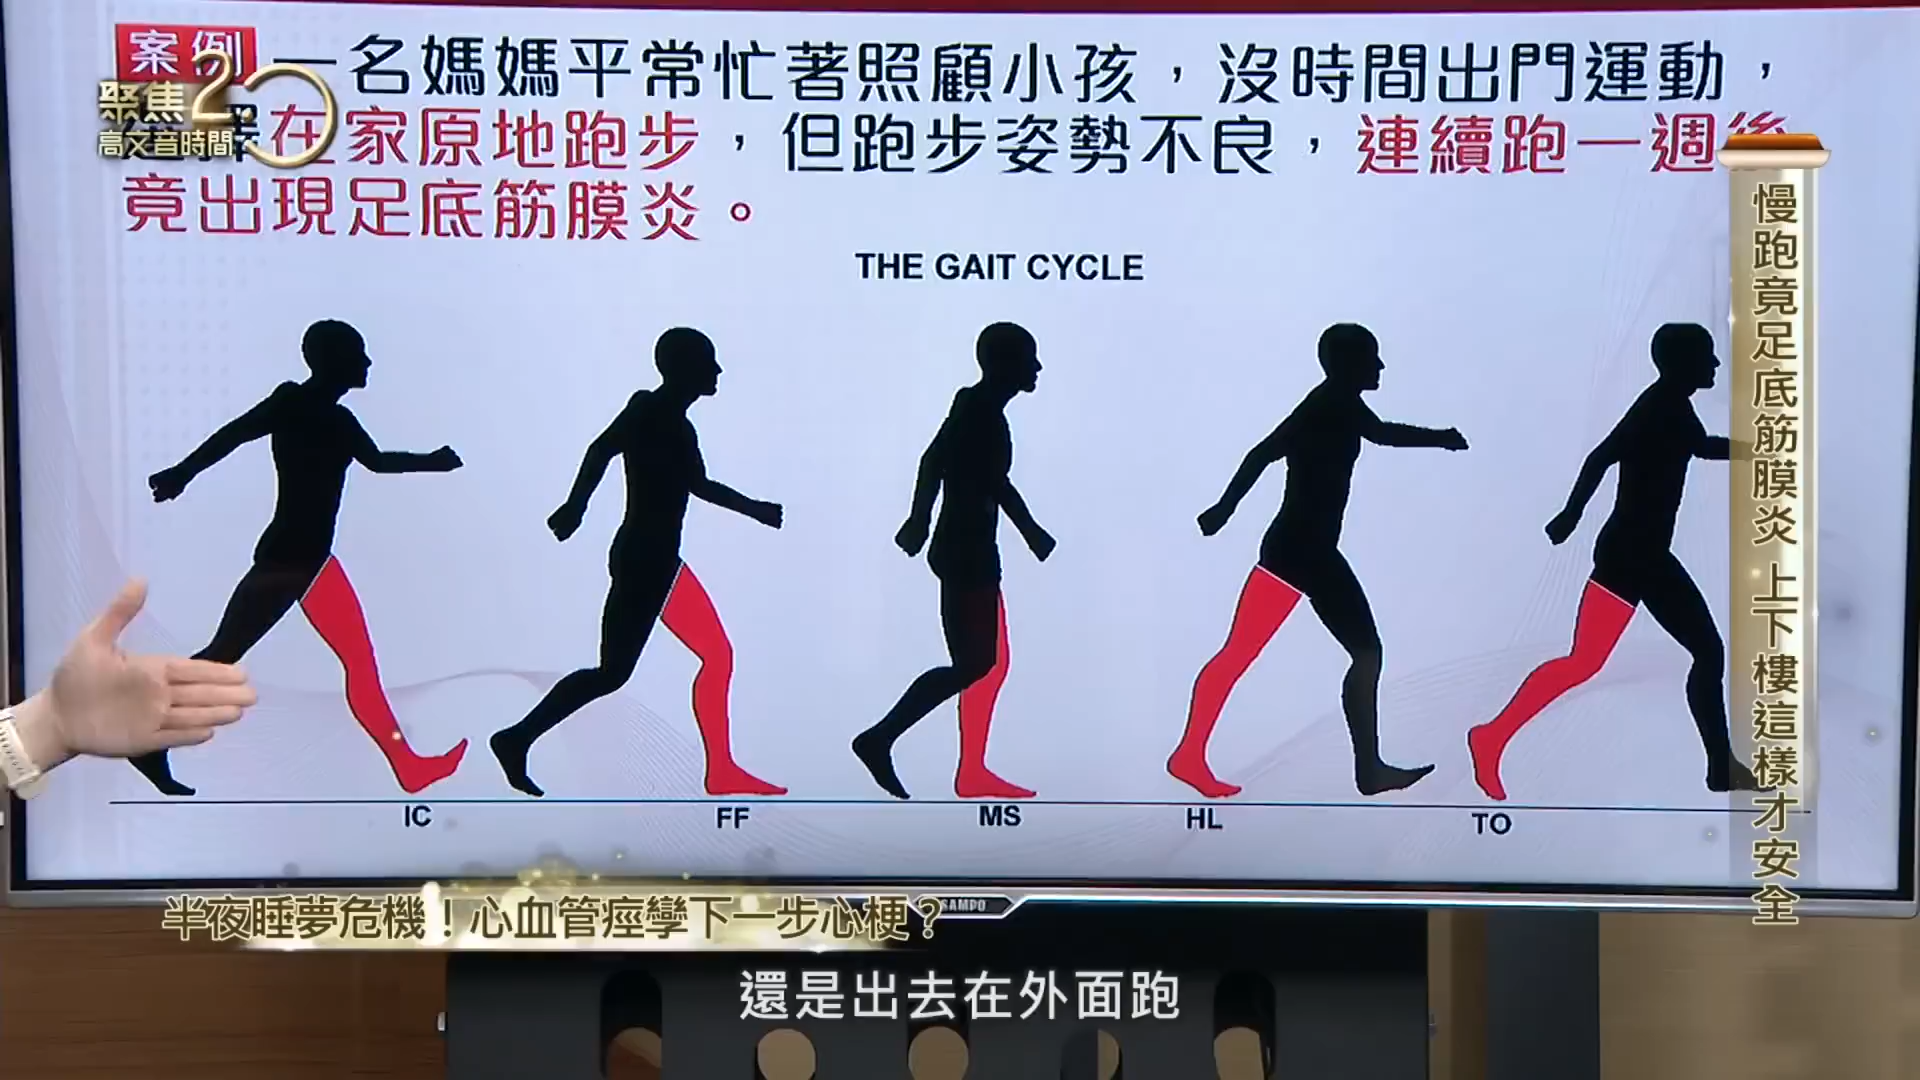 案例 一名媽媽平常忙著照顧小孩，沒時間出門運動，
在家原地跑步，但跑步姿勢不良，連續跑一週後
竟出現足底筋膜炎。
聚焦2.0
高文音時間
THE GAIT CYCLE
IC FF MS HL TO
慢跑竟足底筋膜炎 上下樓這樣才安全
SAMPO
半夜睡夢危機！心血管痙攣下一步心梗？
還是出去在外面跑